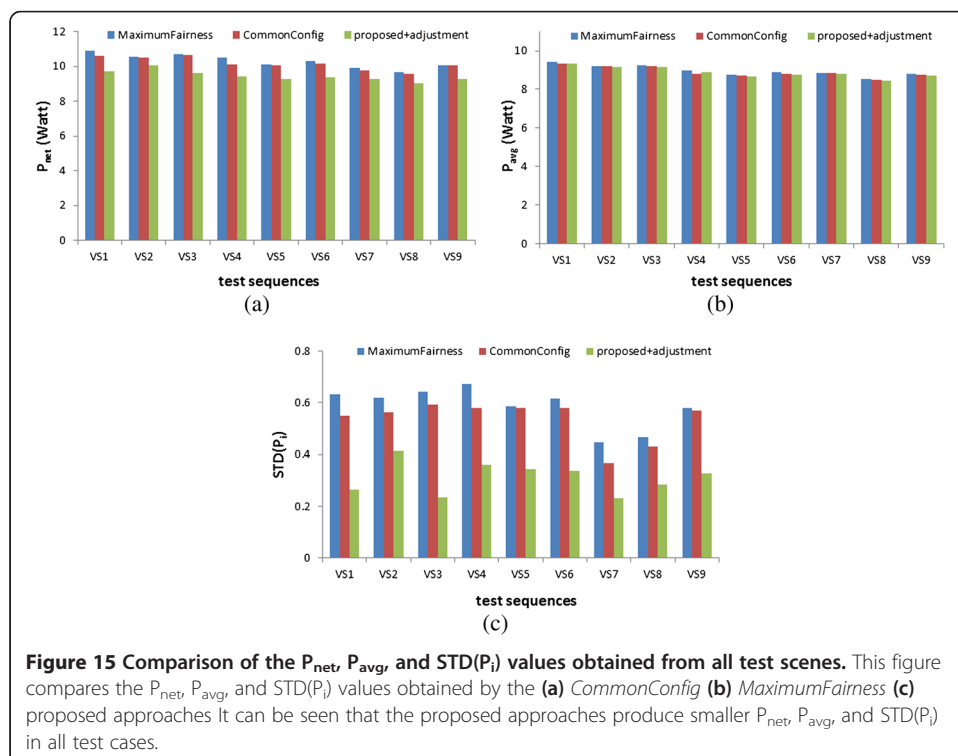 MaximumFairness CommonConfig proposed+adjustment
12
10
8
6
4
2
0
P_net (Watt)
VS1 VS2 VS3 VS4 VS5 VS6 VS7 VS8 VS9
test sequences
(a)
MaximumFairness CommonConfig proposed+adjustment
10
8
6
4
2
0
P_avg (Watt)
VS1 VS2 VS3 VS4 VS5 VS6 VS7 VS8 VS9
test sequences
(b)
MaximumFairness CommonConfig proposed+adjustment
0.8
0.6
0.4
0.2
0
STD(P_i)
VS1 VS2 VS3 VS4 VS5 VS6 VS7 VS8 VS9
test sequences
(c)
Figure 15 Comparison of the P_net, P_avg, and STD(P_i) values obtained from all test scenes. This figure
compares the P_net, P_avg, and STD(P_i) values obtained by the (a) CommonConfig (b) MaximumFairness (c)
proposed approaches It can be seen that the proposed approaches produce smaller P_net, P_avg, and STD(P_i)
in all test cases.